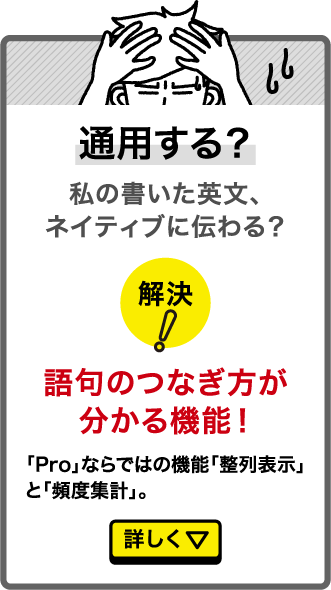 通用する?
私の書いた英文、
ネイティブに伝わる?
解決
!
語句のつなぎ方が
分かる機能!
「Pro」ならではの機能「整列表示」
と「頻度集計」。
詳しく▽